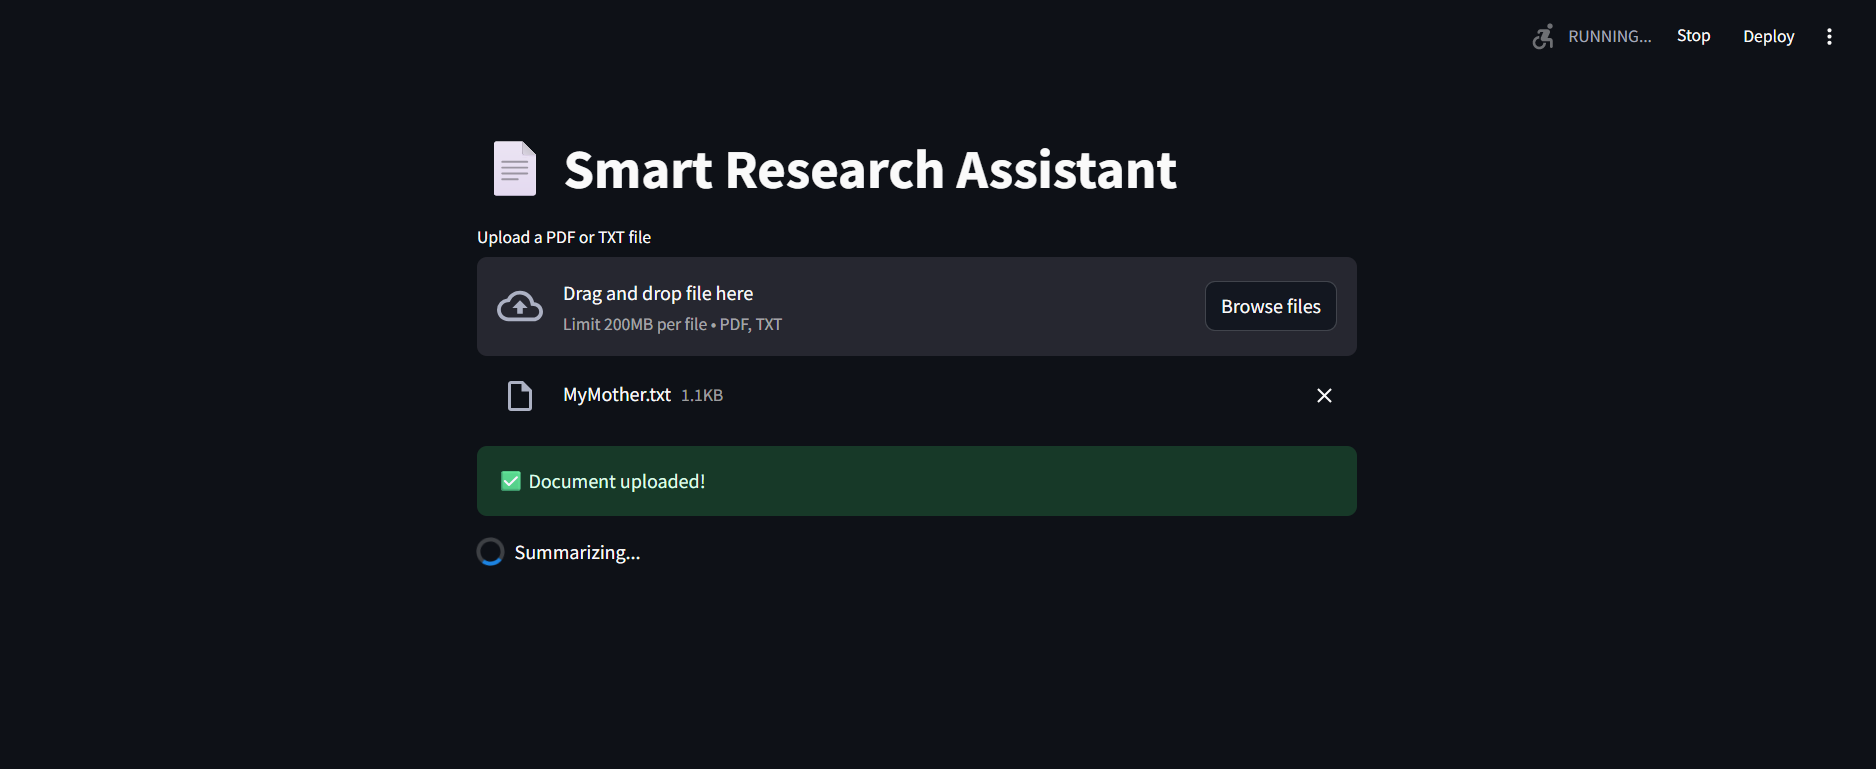 RUNNING...
Stop
Deploy
Smart Research Assistant
Upload a PDF or TXT file
Drag and drop file here
Limit 200MB per file • PDF, TXT
Browse files
MyMother.txt 1.1KB
✅ Document uploaded!
Summarizing...